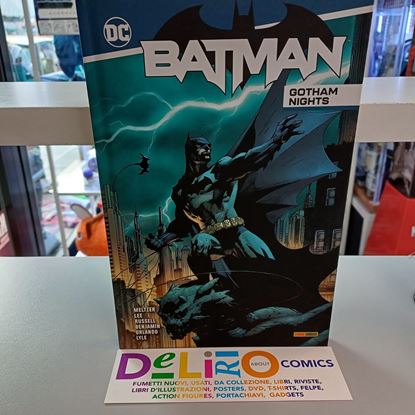 DC
BATMAN
GOTHAM
NIGHTS
MELTZER
LEE
RUSSELL
BENJAMIN
ORLANDO
LYLE
DeLiRIO ABOUT COMICS
FUMETTI NUOVI, USATI, DA COLLEZIONE, LIBRI, RIVISTE,
LIBRI D'ILLUSTRAZIONI, POSTERS, DVD, T-SHIRTS, FELPE,
ACTION FIGURES, PORTACHIAVI, GADGETS